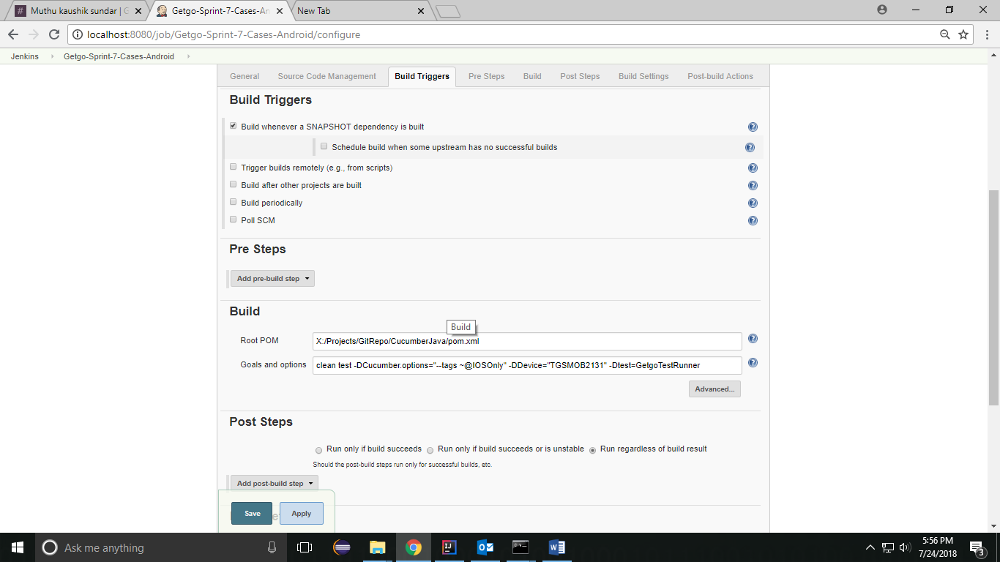 # Muthu kaushik sundar | G
Getgo-Sprint-7-Cases-An
New Tab
localhost:8080/job/Getgo-Sprint-7-Cases-Android/configure
Jenkins Getgo-Sprint-7-Cases-Android
General Source Code Management Build Triggers Pre Steps Build Post Steps Build Settings Post-build Actions
Build Triggers
Build whenever a SNAPSHOT dependency is built
Schedule build when some upstream has no successful builds
Trigger builds remotely (e.g., from scripts)
Build after other projects are built
Build periodically
Poll SCM
Pre Steps
Add pre-build step
Build
Build
Root POM X:/Projects/GitRepo/CucumberJava/pom.xml
Goals and options clean test -DCucumber.options="--tags ~@IOSOnly" -DDevice="TGSMOB2131" -Dtest=GetgoTestRunner
Advanced...
Post Steps
Run only if build succeeds Run only if build succeeds or is unstable Run regardless of build result
Should the post-build steps run only for successful builds, etc.
Add post-build step
Save Apply
Ask me anything
5:56 PM
7/24/2018
3